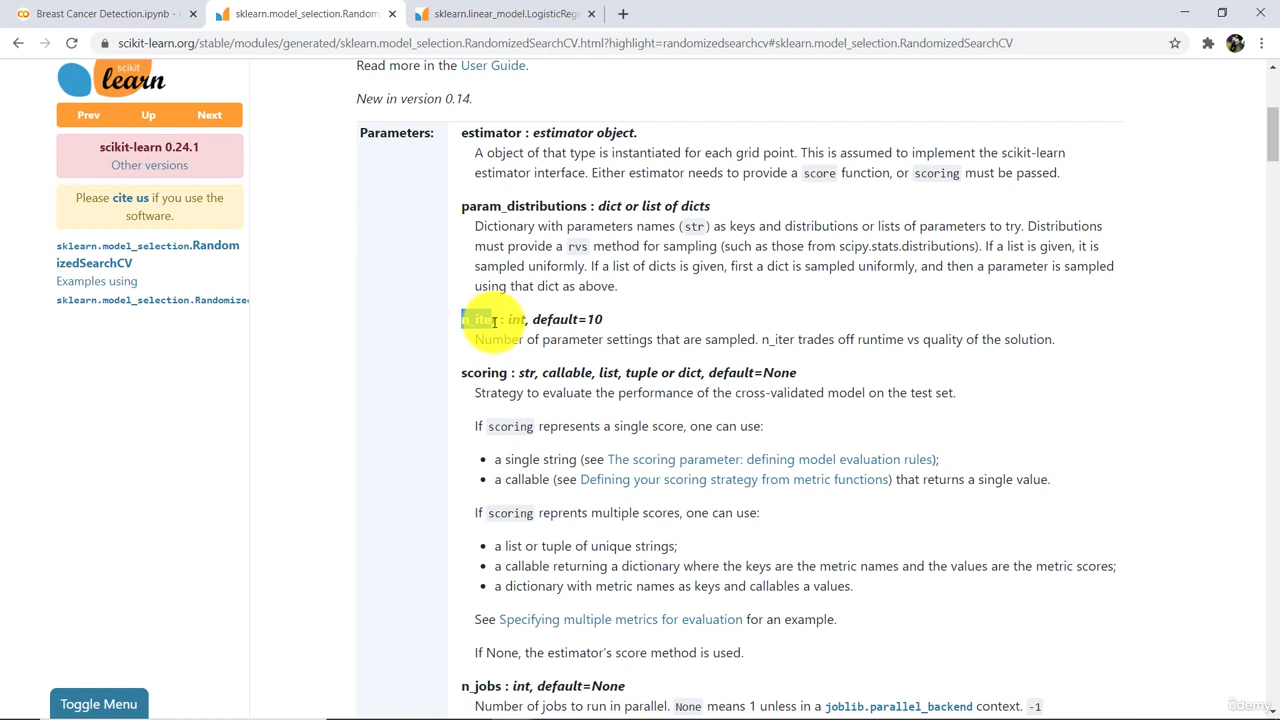 Breast Cancer Detection.ipynb - C
sklearn.model_selection.Random
sklearn.linear_model.LogisticRegr
scikit-learn.org/stable/modules/generated/sklearn.model_selection.RandomizedSearchCV.html?highlight=randomizedsearchcv#sklearn.model_selection.RandomizedSearchCV
scikit
learn
Prev Up Next
scikit-learn 0.24.1
Other versions
Please cite us if you use the
software.
sklearn.model_selection.Random
izedSearchCV
Examples using
sklearn.model_selection.Randomize
Toggle Menu
Read more in the User Guide.
New in version 0.14.
Parameters:
estimator : estimator object.
A object of that type is instantiated for each grid point. This is assumed to implement the scikit-learn
estimator interface. Either estimator needs to provide a score function, or scoring must be passed.
param_distributions : dict or list of dicts
Dictionary with parameters names (str) as keys and distributions or lists of parameters to try. Distributions
must provide a rvs method for sampling (such as those from scipy.stats.distributions). If a list is given, it is
sampled uniformly. If a list of dicts is given, first a dict is sampled uniformly, and then a parameter is sampled
using that dict as above.
n_iter : int, default=10
Number of parameter settings that are sampled. n_iter trades off runtime vs quality of the solution.
scoring : str, callable, list, tuple or dict, default=None
Strategy to evaluate the performance of the cross-validated model on the test set.
If scoring represents a single score, one can use:
• a single string (see The scoring parameter: defining model evaluation rules);
• a callable (see Defining your scoring strategy from metric functions) that returns a single value.
If scoring reprents multiple scores, one can use:
• a list or tuple of unique strings;
• a callable returning a dictionary where the keys are the metric names and the values are the metric scores;
• a dictionary with metric names as keys and callables a values.
See Specifying multiple metrics for evaluation for an example.
If None, the estimator's score method is used.
n_jobs : int, default=None
Number of jobs to run in parallel. None means 1 unless in a joblib.parallel_backend context. -1
ûdemy